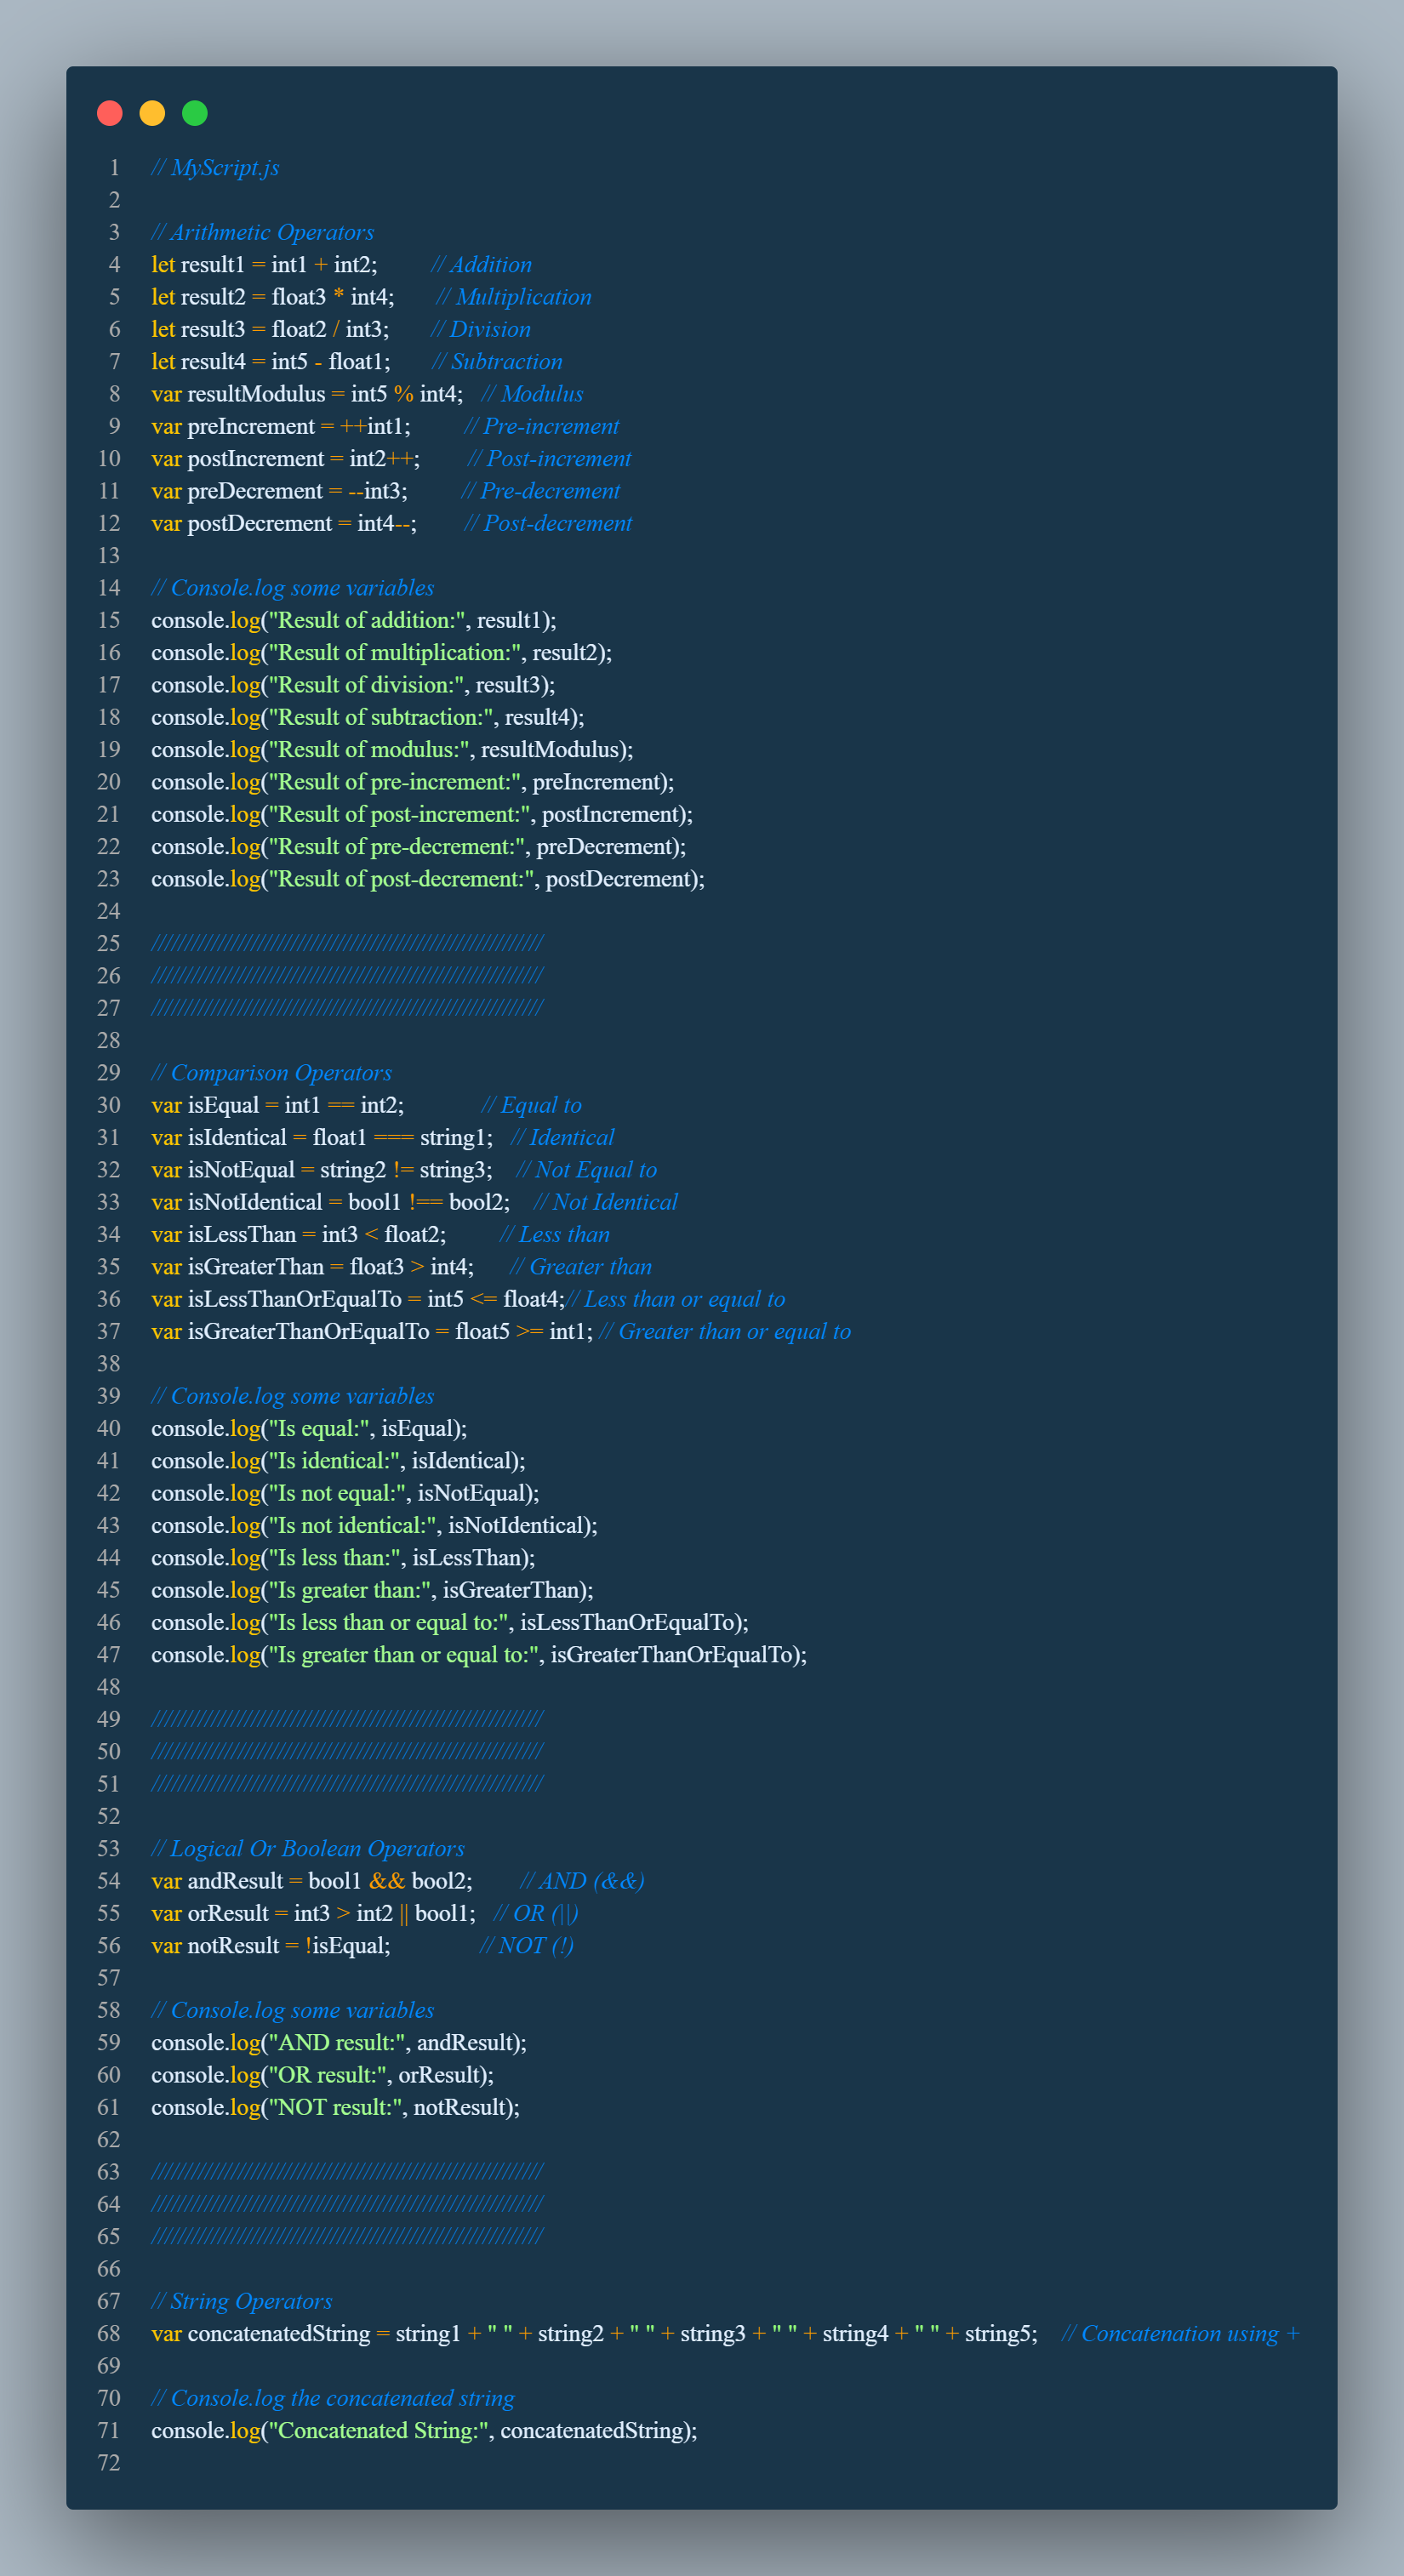 1 // MyScript.js
2
3 // Arithmetic Operators
4 let result1 = int1 + int2;         // Addition
5 let result2 = float3 * int4;       // Multiplication
6 let result3 = float2 / int3;       // Division
7 let result4 = int5 - float1;       // Subtraction
8 var resultModulus = int5 % int4;   // Modulus
9 var preIncrement = ++int1;         // Pre-increment
10 var postIncrement = int2++;        // Post-increment
11 var preDecrement = --int3;         // Pre-decrement
12 var postDecrement = int4--;        // Post-decrement
13
14 // Console.log some variables
15 console.log("Result of addition:", result1);
16 console.log("Result of multiplication:", result2);
17 console.log("Result of division:", result3);
18 console.log("Result of subtraction:", result4);
19 console.log("Result of modulus:", resultModulus);
20 console.log("Result of pre-increment:", preIncrement);
21 console.log("Result of post-increment:", postIncrement);
22 console.log("Result of pre-decrement:", preDecrement);
23 console.log("Result of post-decrement:", postDecrement);
24
25 ///////////////////////////////////////////////////////////
26 ///////////////////////////////////////////////////////////
27 ///////////////////////////////////////////////////////////
28
29 // Comparison Operators
30 var isEqual = int1 == int2;             // Equal to
31 var isIdentical = float1 === string1;   // Identical
32 var isNotEqual = string2 != string3;    // Not Equal to
33 var isNotIdentical = bool1 !== bool2;    // Not Identical
34 var isLessThan = int3 < float2;         // Less than
35 var isGreaterThan = float3 > int4;      // Greater than
36 var isLessThanOrEqualTo = int5 <= float4;// Less than or equal to
37 var isGreaterThanOrEqualTo = float5 >= int1; // Greater than or equal to
38
39 // Console.log some variables
40 console.log("Is equal:", isEqual);
41 console.log("Is identical:", isIdentical);
42 console.log("Is not equal:", isNotEqual);
43 console.log("Is not identical:", isNotIdentical);
44 console.log("Is less than:", isLessThan);
45 console.log("Is greater than:", isGreaterThan);
46 console.log("Is less than or equal to:", isLessThanOrEqualTo);
47 console.log("Is greater than or equal to:", isGreaterThanOrEqualTo);
48
49 ///////////////////////////////////////////////////////////
50 ///////////////////////////////////////////////////////////
51 ///////////////////////////////////////////////////////////
52
53 // Logical Or Boolean Operators
54 var andResult = bool1 && bool2;        // AND (&&)
55 var orResult = int3 > int2 || bool1;   // OR (||)
56 var notResult = !isEqual;               // NOT (!)
57
58 // Console.log some variables
59 console.log("AND result:", andResult);
60 console.log("OR result:", orResult);
61 console.log("NOT result:", notResult);
62
63 ///////////////////////////////////////////////////////////
64 ///////////////////////////////////////////////////////////
65 ///////////////////////////////////////////////////////////
66
67 // String Operators
68 var concatenatedString = string1 + " " + string2 + " " + string3 + " " + string4 + " " + string5;    // Concatenation using +
69
70 // Console.log the concatenated string
71 console.log("Concatenated String:", concatenatedString);
72